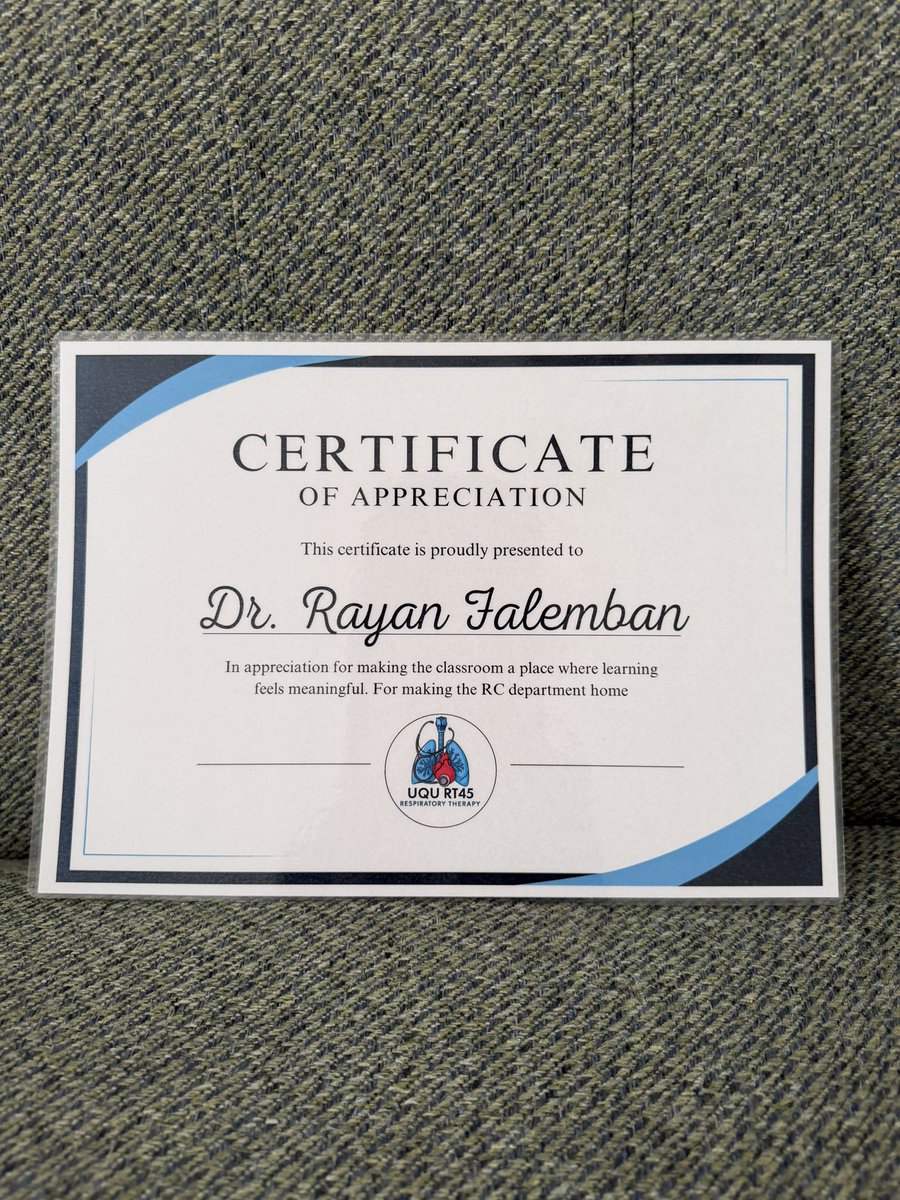 CERTIFICATE
OF APPRECIATION
This certificate is proudly presented to
Dr. Rayan Falemban
In appreciation for making the classroom a place where learning
feels meaningful. For making the RC department home
UQU RT45
RESPIRATORY THERAPY